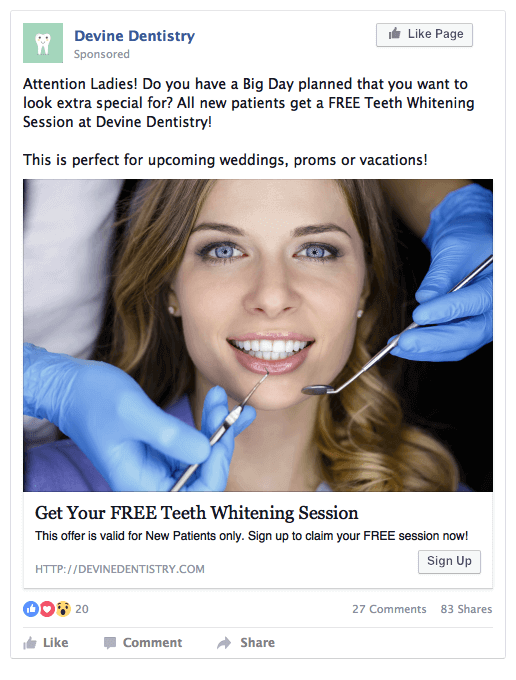 Devine Dentistry
Like Page
Sponsored
Attention Ladies! Do you have a Big Day planned that you want to
look extra special for? All new patients get a FREE Teeth Whitening
Session at Devine Dentistry!
This is perfect for upcoming weddings, proms or vacations!
Get Your FREE Teeth Whitening Session
This offer is valid for New Patients only. Sign up to claim your FREE session now!
HTTP://DEVINEDENTISTRY.COM
Sign Up
20
27 Comments 83 Shares
Like Comment Share